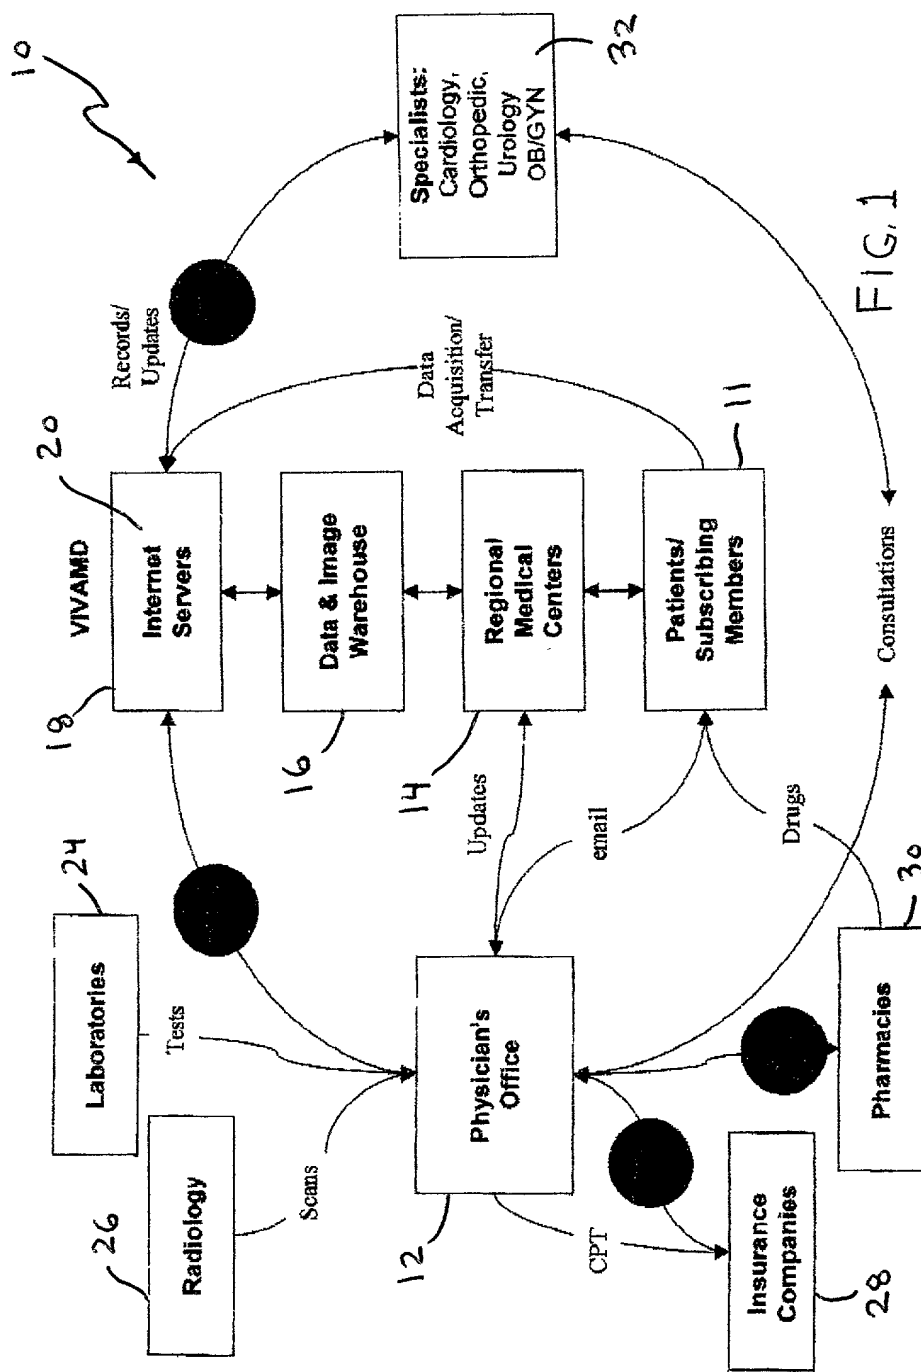 10
Laboratories
24
Radiology
26
Tests
Scans
VIVAMD
18
20
Internet
Servers
Records/
Updates
Data & Image
Warehouse
16
Specialists:
Cardiology,
Orthopedic,
Urology
OB/GYN
32
Physician's
Office
12
Updates
Regional
Medical
Centers
14
Data
Acquisition/
Transfer
email
Patients/
Subscribing
Members
11
CPT
Drugs
Insurance
Companies
28
Pharmacies
30
Consultations
FIG. 1